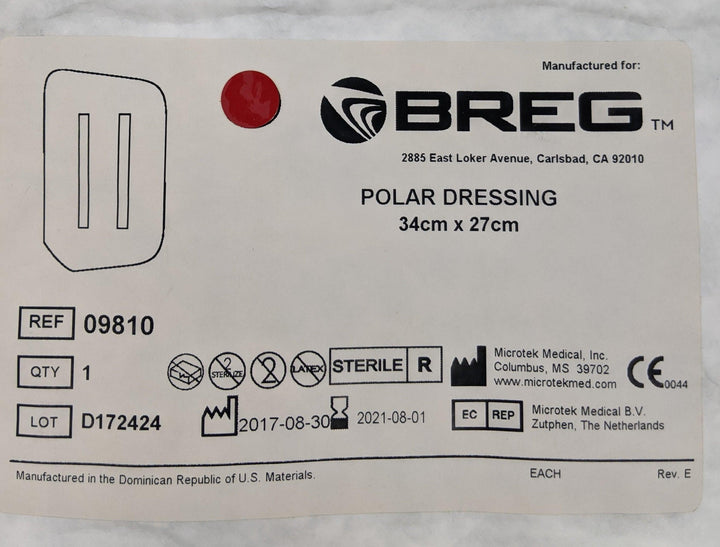 Manufactured for:
BREG TM
2885 East Loker Avenue, Carlsbad, CA 92010
POLAR DRESSING
34cm x 27cm
REF 09810
QTY 1
2
STERILIZE
2
LATEX
STERILE R
Microtek Medical, Inc.
Columbus, MS 39702
www.microtekmed.com
CE 0044
LOT D172424
2017-08-30
2021-08-01
EC REP
Microtek Medical B.V.
Zutphen, The Netherlands
Manufactured in the Dominican Republic of U.S. Materials.
EACH
Rev. E